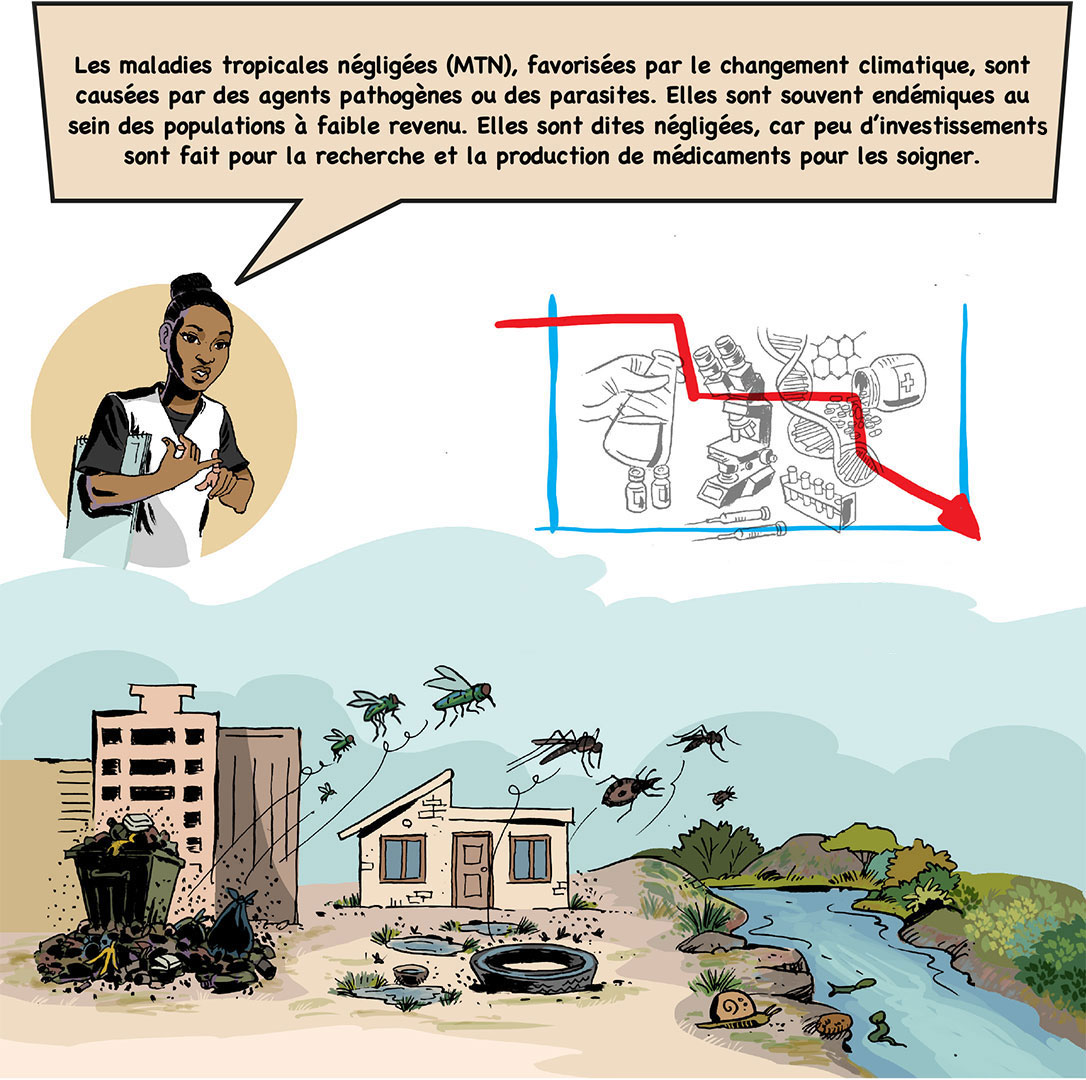 Les maladies tropicales négligées (MTN), favorisées par le changement climatique, sont
causées par des agents pathogènes ou des parasites. Elles sont souvent endémiques au
sein des populations à faible revenu. Elles sont dites négligées, car peu d'investissements
sont fait pour la recherche et la production de médicaments pour les soigner.